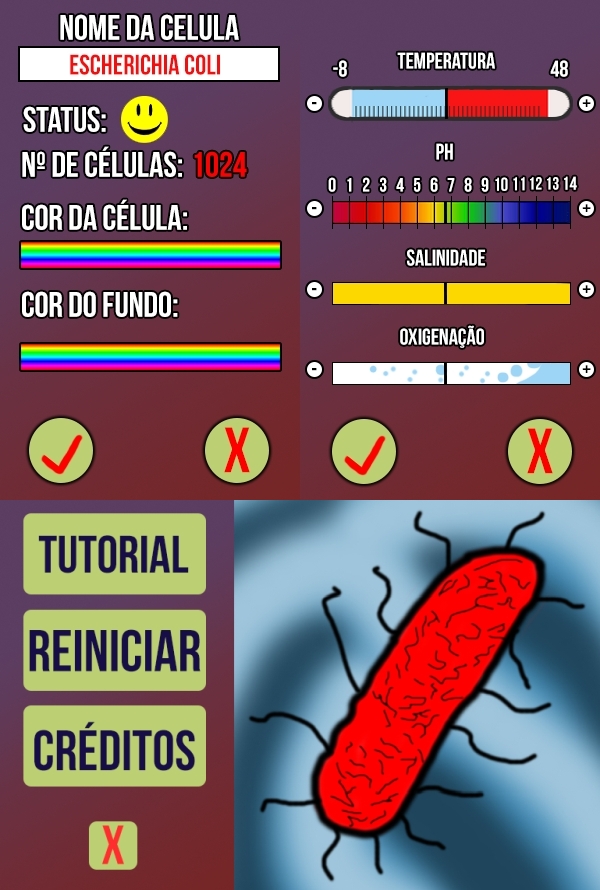 NOME DA CELULA
ESCHERICHIA COLI
STATUS:
Nº DE CÉLULAS: 1024
COR DA CÉLULA:
COR DO FUNDO:
X
TEMPERATURA
-8 48
- +
PH
0 1 2 3 4 5 6 7 8 9 10 11 12 13 14
- +
SALINIDADE
- +
OXIGENAÇÃO
- +
X
TUTORIAL
REINICIAR
CRÉDITOS
X